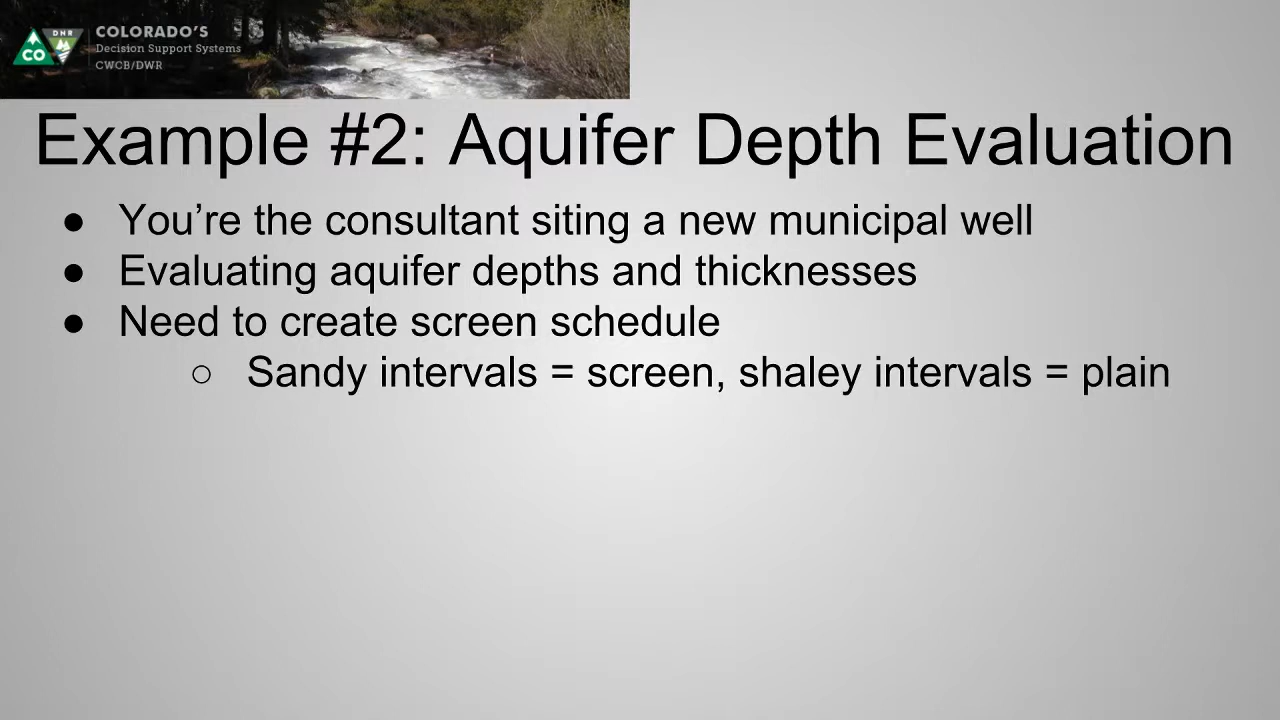 CO
DNR
COLORADO'S
Decision Support Systems
CWCB/DWR
Example #2: Aquifer Depth Evaluation
● You’re the consultant siting a new municipal well
● Evaluating aquifer depths and thicknesses
● Need to create screen schedule
○ Sandy intervals = screen, shaley intervals = plain